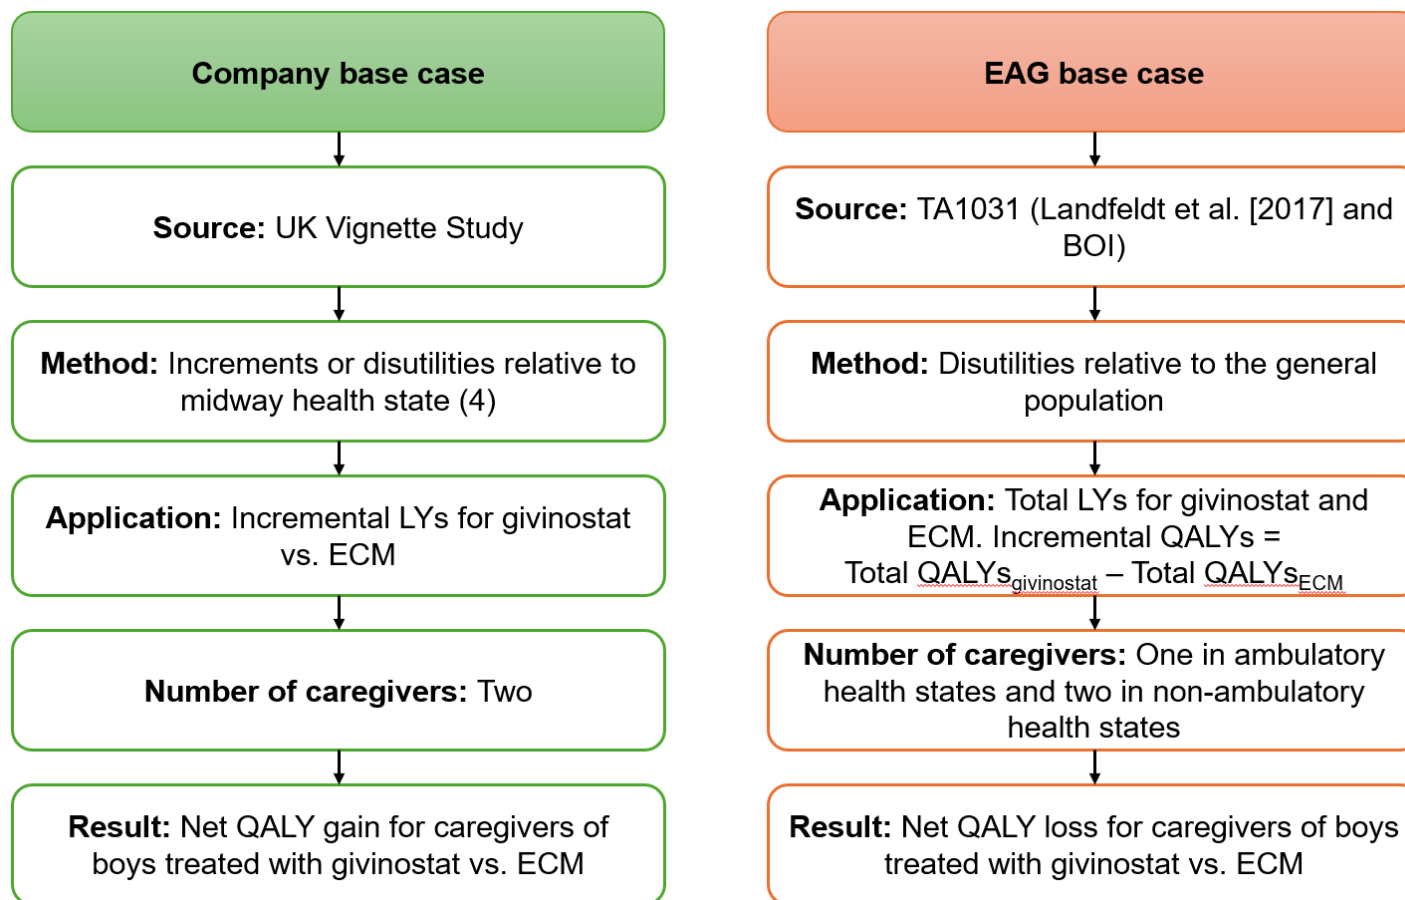 Company base case
Source: UK Vignette Study
Method: Increments or disutilities relative to
midway health state (4)
Application: Incremental LYs for givinostat
vs. ECM
Number of caregivers: Two
Result: Net QALY gain for caregivers of
boys treated with givinostat vs. ECM
EAG base case
Source: TA1031 (Landfeldt et al. [2017] and
BOI)
Method: Disutilities relative to the general
population
Application: Total LYs for givinostat and
ECM. Incremental QALYs =
Total QALYsgivinostat – Total QALYsECM
Number of caregivers: One in ambulatory
health states and two in non-ambulatory
health states
Result: Net QALY loss for caregivers of boys
treated with givinostat vs. ECM